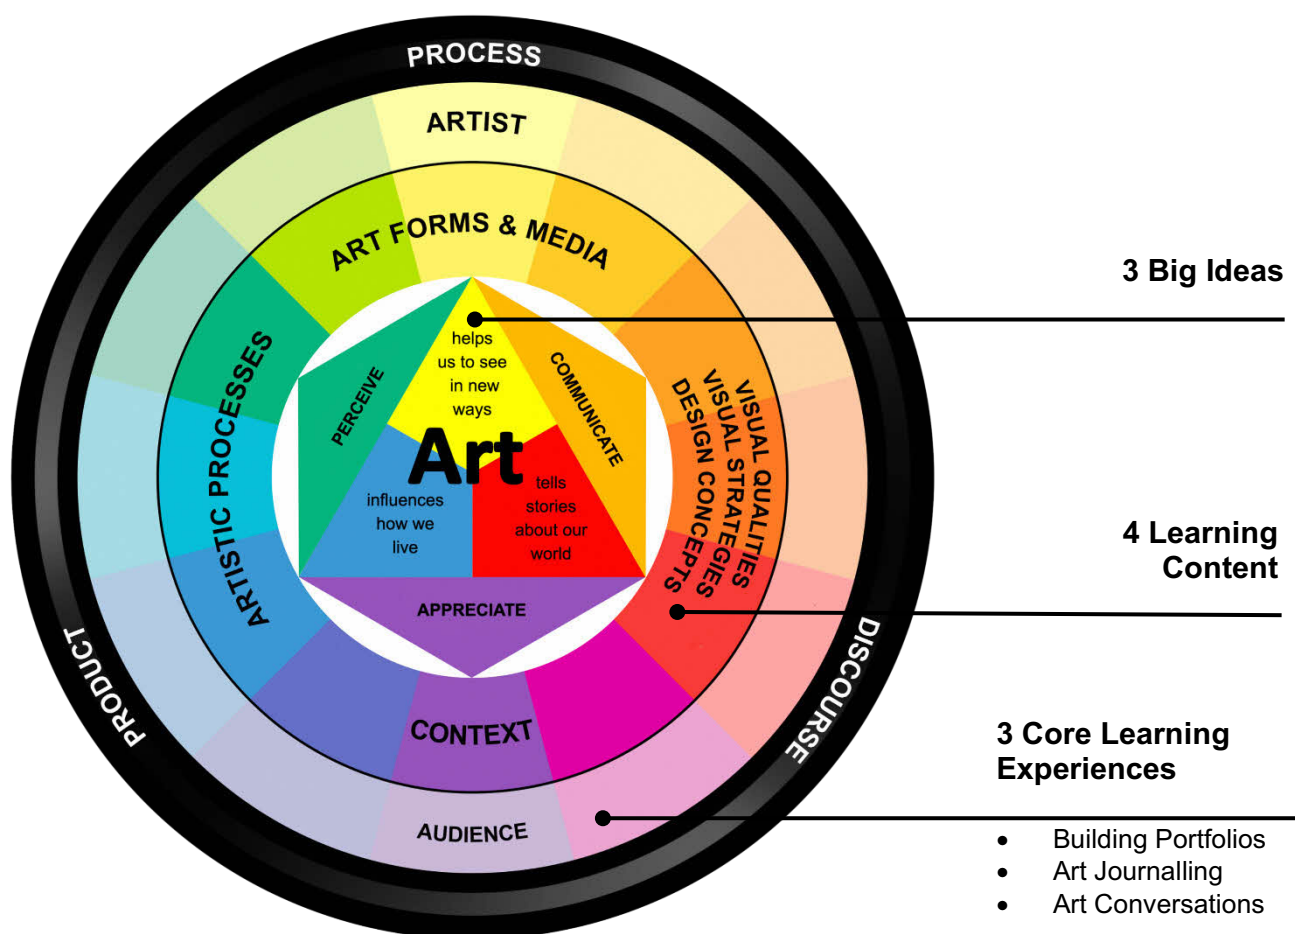 PROCESS
ARTIST
ART FORMS & MEDIA
3 Big Ideas
helps
us to see
in new
ways
PERCEIVE
COMMUNICATE
Art
influences
how we
live
tells
stories
about our
world
APPRECIATE
ARTISTIC PROCESSES
VISUAL QUALITIES
VISUAL STRATEGIES
DESIGN CONCEPTS
4 Learning
Content
PRODUCT
DISCOURSE
CONTEXT
AUDIENCE
3 Core Learning
Experiences
• Building Portfolios
• Art Journalling
• Art Conversations